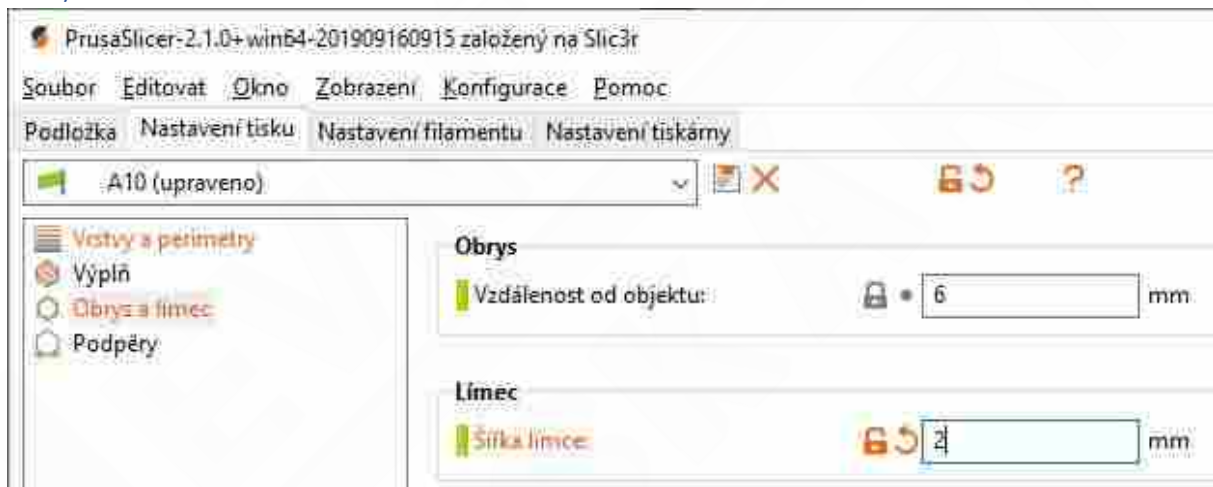 PrusaSlicer-2.1.0+win64-201909160915 založený na Slic3r
Soubor Editovat Okno Zobrazení Konfigurace Pomoc
Podložka Nastavení tisku Nastavení filamentu Nastavení tiskárny
A10 (upraveno) ?
Vrstvy a perimetry
Výplň
Obrys a límec
Podpěry
Obrys
Vzdálenost od objektu: 6 mm
Límec
Šířka límce: 2 mm